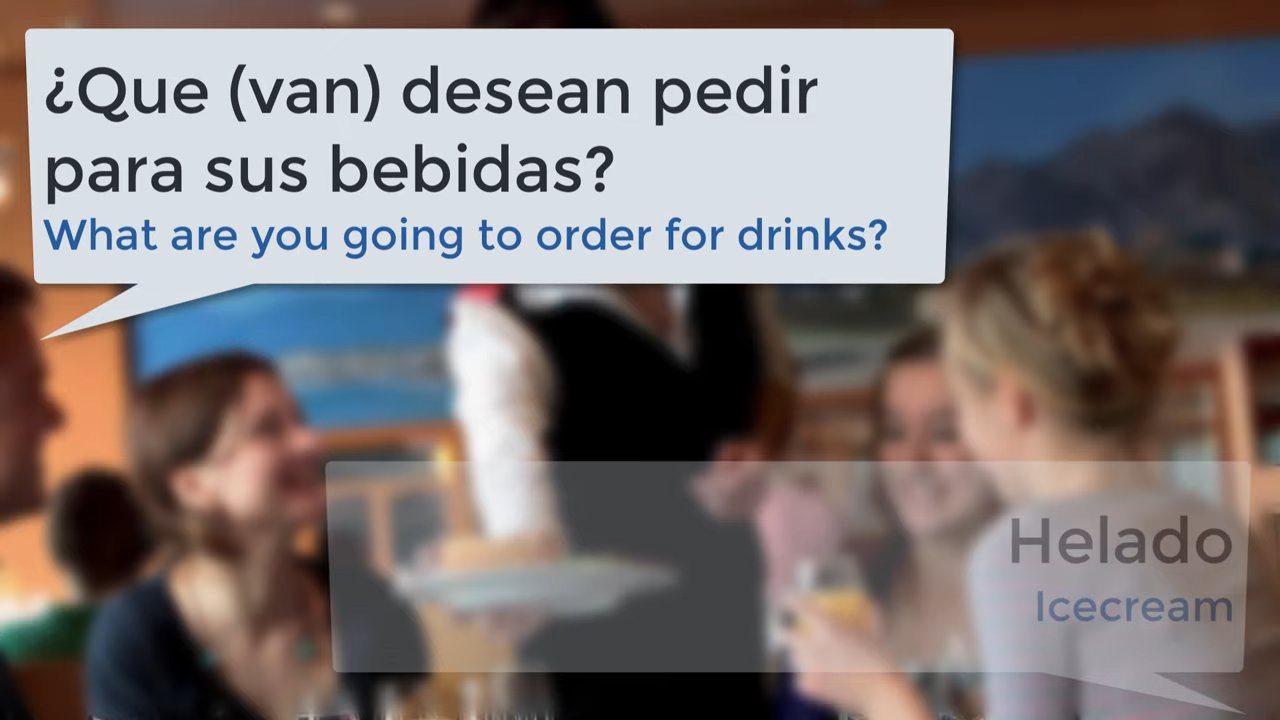 ¿Que (van) desean pedir
para sus bebidas?
What are you going to order for drinks?
Helado
Icecream